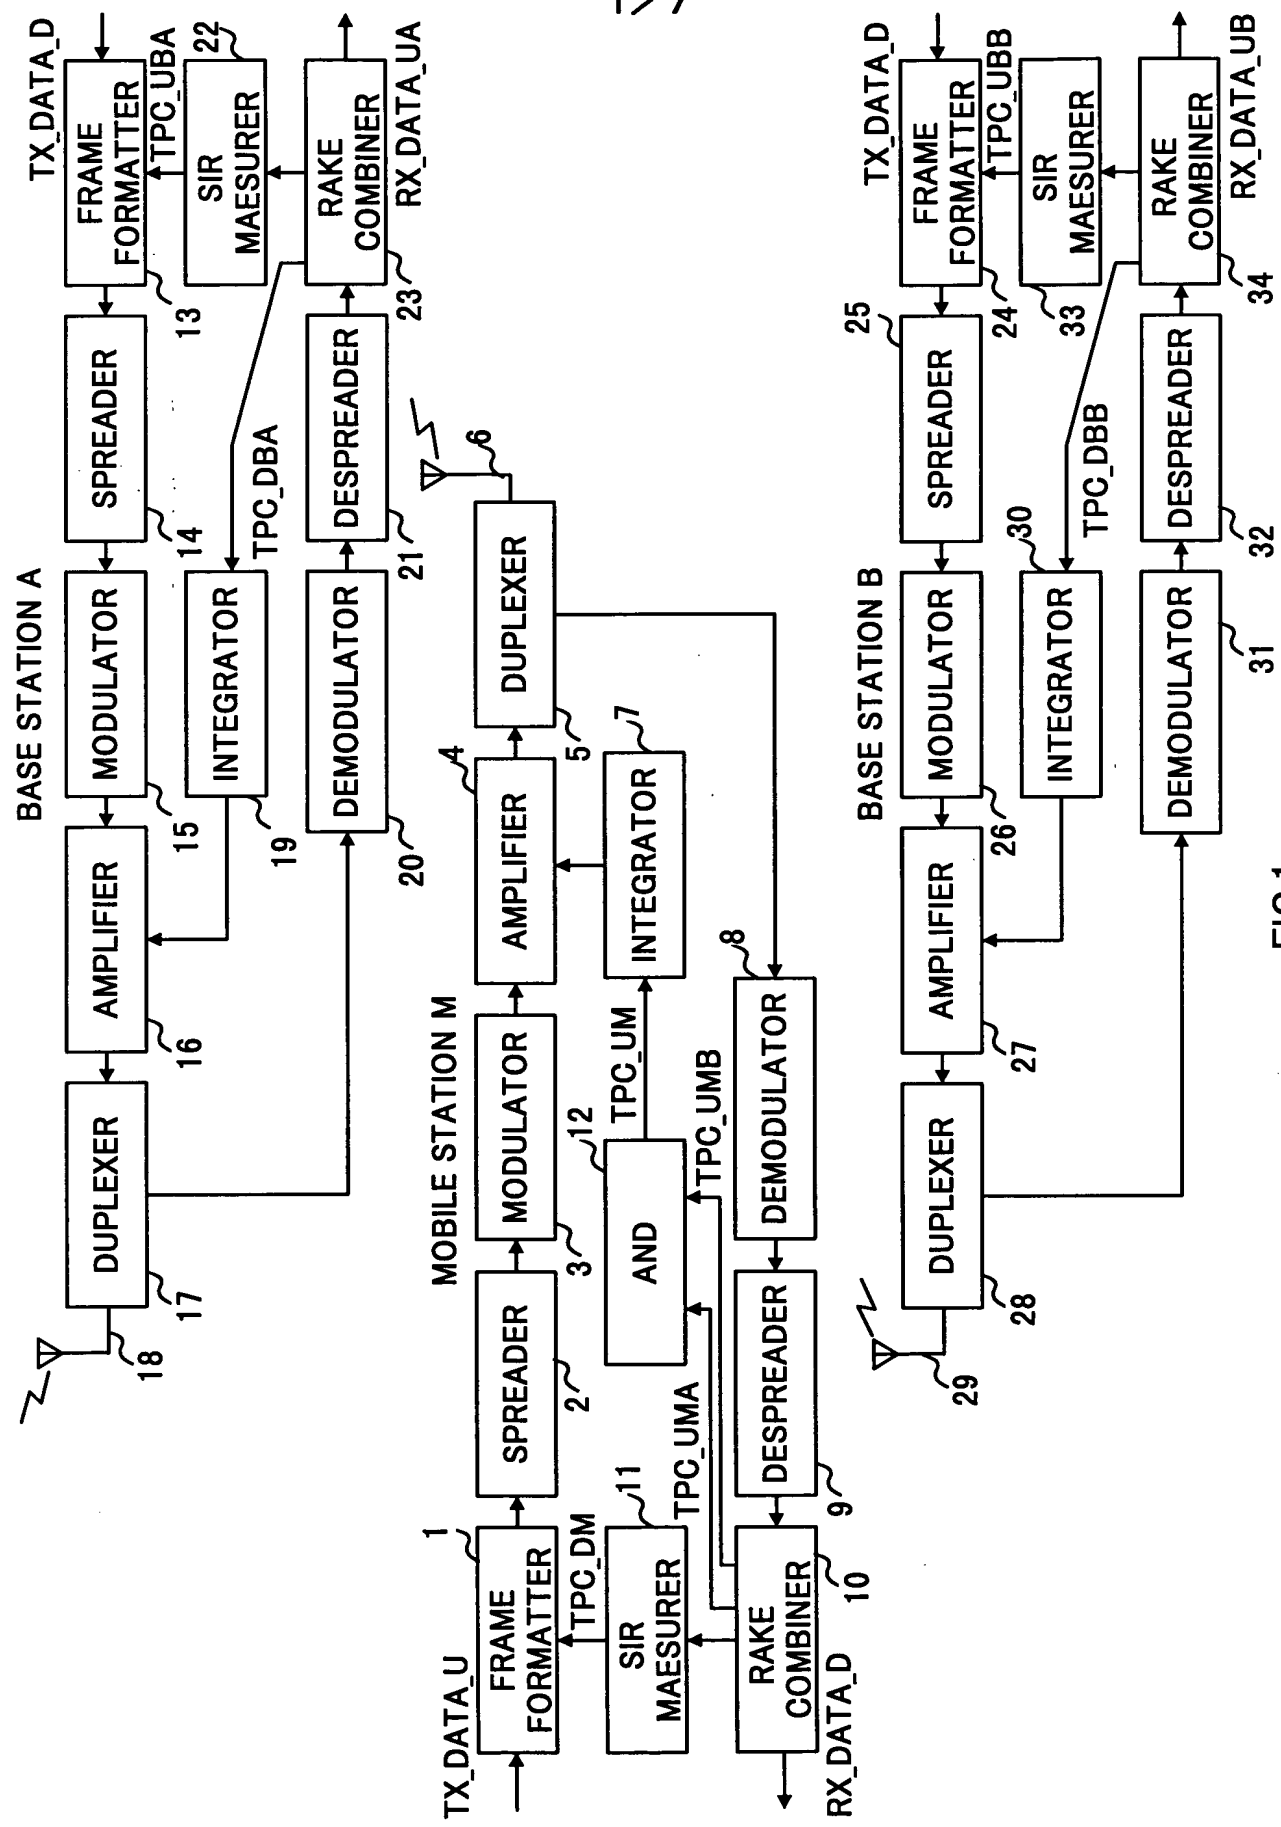 1/7
BASE STATION A
TX_DATA_D
FRAME
FORMATTER
13
SPREADER
14
MODULATOR
15
AMPLIFIER
16
DUPLEXER
17
18
TPC_UBA
SIR
MAESURER
22
TPC_DBA
INTEGRATOR
19
RAKE
COMBINER
23
RX_DATA_UA
DESPREADER
21
DEMODULATOR
20
MOBILE STATION M
TX_DATA_U
FRAME
FORMATTER
1
SPREADER
2
MODULATOR
3
AMPLIFIER
4
DUPLEXER
5
6
TPC_DM
SIR
MAESURER
11
TPC_UMA
AND
12
TPC_UM
TPC_UMB
INTEGRATOR
7
RAKE
COMBINER
10
RX_DATA_D
DESPREADER
9
DEMODULATOR
8
BASE STATION B
TX_DATA_D
FRAME
FORMATTER
24
SPREADER
25
MODULATOR
26
AMPLIFIER
27
DUPLEXER
28
29
TPC_UBB
SIR
MAESURER
33
TPC_DBB
INTEGRATOR
30
RAKE
COMBINER
34
RX_DATA_UB
DESPREADER
32
DEMODULATOR
31